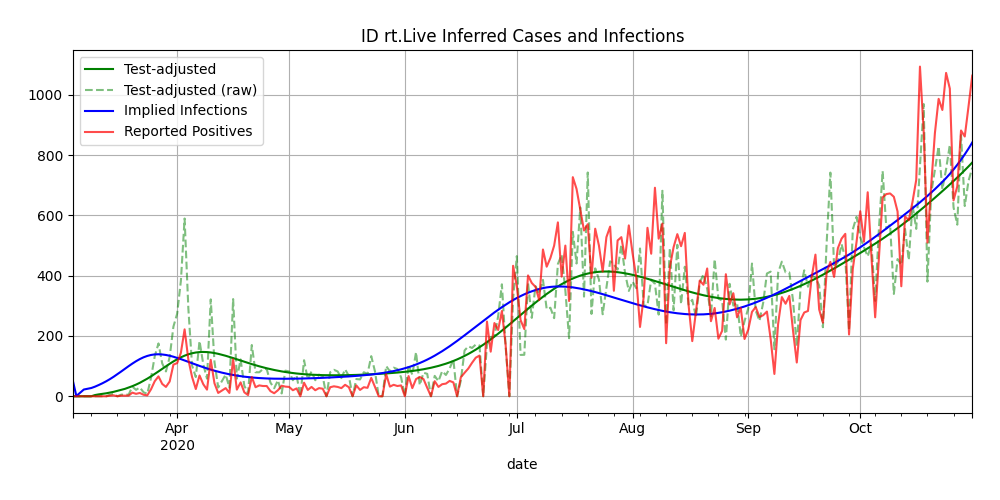 ID rt.Live Inferred Cases and Infections
Test-adjusted
Test-adjusted (raw)
Implied Infections
Reported Positives
1000
800
600
400
200
0
Apr May Jun Jul Aug Sep Oct
2020
date